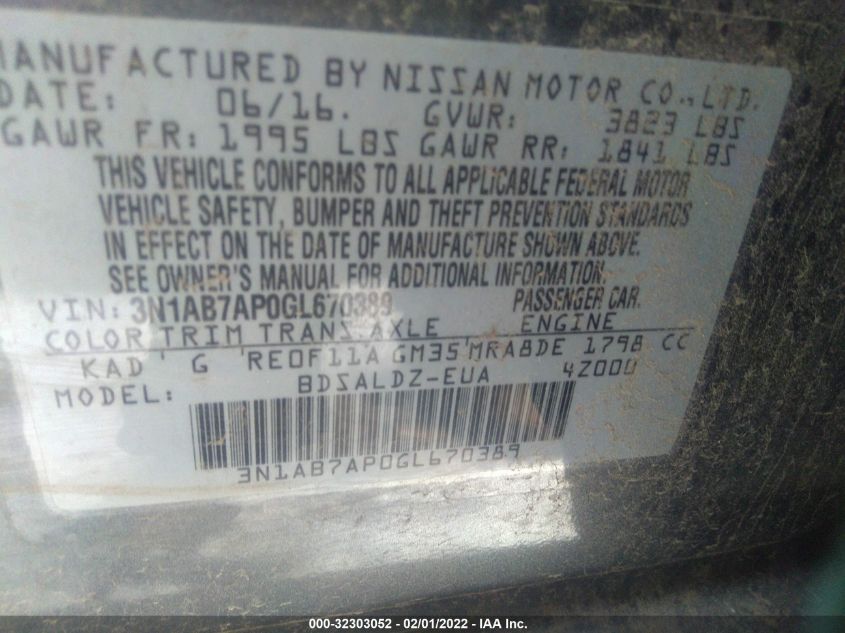 MANUFACTURED BY NISSAN MOTOR CO.,LTD.
DATE: 06/16. GVWR: 3823 LBS
GAWR FR: 1995 LBS GAWR RR: 1841 LBS
THIS VEHICLE CONFORMS TO ALL APPLICABLE FEDERAL MOTOR
VEHICLE SAFETY, BUMPER AND THEFT PREVENTION STANDARDS
IN EFFECT ON THE DATE OF MANUFACTURE SHOWN ABOVE.
SEE OWNER'S MANUAL FOR ADDITIONAL INFORMATION.
VIN: 3N1AB7AP0GL670389 PASSENGER CAR.
COLOR TRIM TRANS AXLE ENGINE
KAD ' G 'RE0F11A GM35'MRA8DE 1798 CC
MODEL: BDSALDZ-EUA 4Z000
3N1AB7AP0GL670389
000-32303052 - 02/01/2022 - IAA Inc.